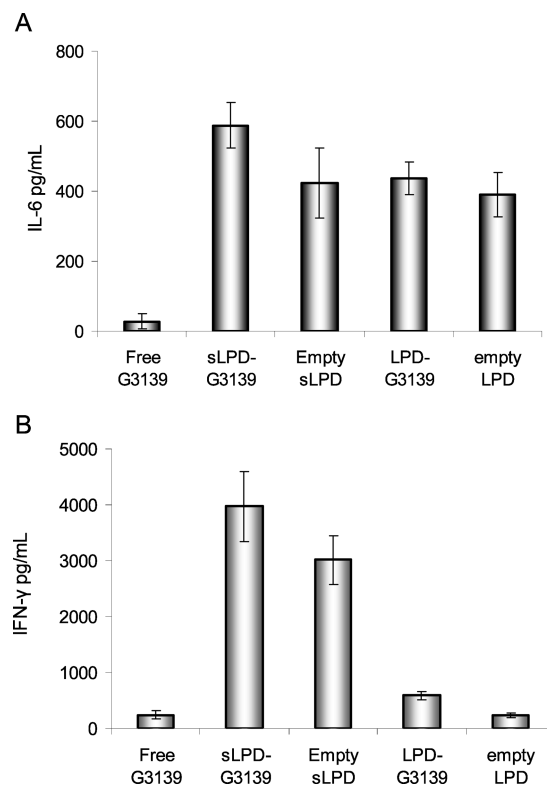 A
800
600
400
200
0
IL-6 pg/mL
Free sLPD- Empty LPD- empty
G3139 G3139 sLPD G3139 LPD
B
5000
4000
3000
2000
1000
0
IFN-γ pg/mL
Free sLPD- Empty LPD- empty
G3139 G3139 sLPD G3139 LPD